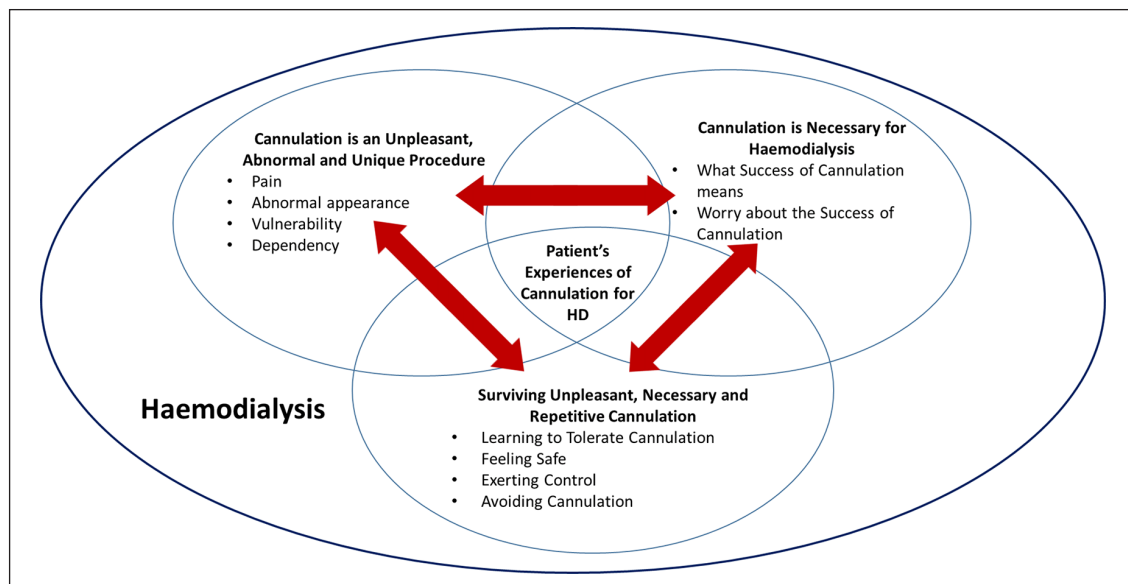 Cannulation is an Unpleasant,
Abnormal and Unique Procedure
• Pain
• Abnormal appearance
• Vulnerability
• Dependency
Cannulation is Necessary for
Haemodialysis
• What Success of Cannulation
means
• Worry about the Success of
Cannulation
Patient's
Experiences of
Cannulation for
HD
Haemodialysis
Surviving Unpleasant, Necessary and
Repetitive Cannulation
• Learning to Tolerate Cannulation
• Feeling Safe
• Exerting Control
• Avoiding Cannulation